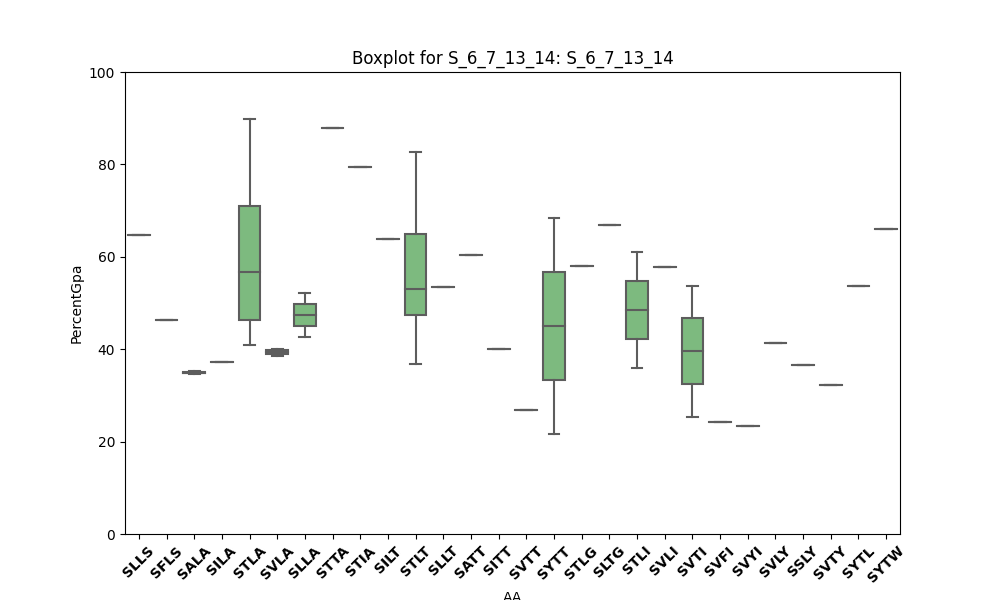 Boxplot for S_6_7_13_14: S_6_7_13_14
100
80
60
40
20
0
PercentGpa
SLLS SFLS SALA SILA STLA SVLA SLLA STTA STIA SILT STLT SLLT SATT SITT SVTT SYTT STLG SLTG STLI SVLI SVTI SVFI SVYI SVLY SSLY SVTY SYTL SYTW
AA